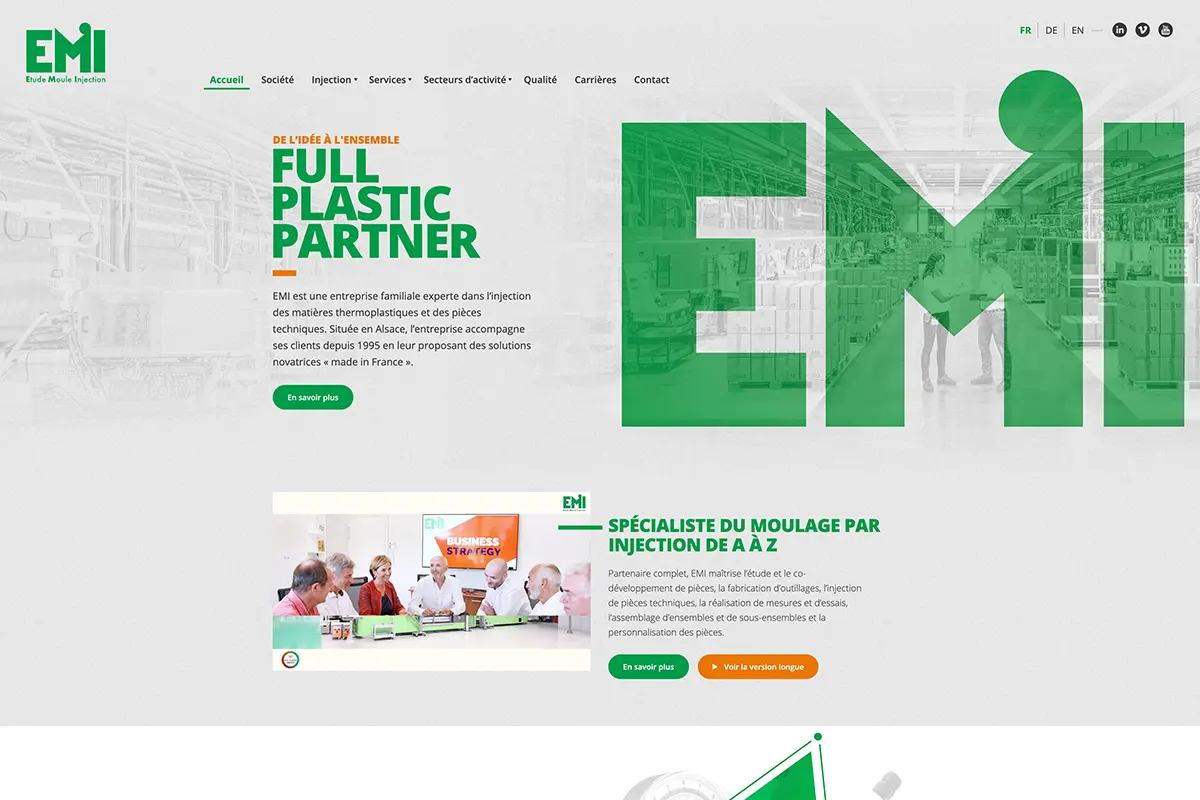 EMI
Etude Moule Injection
FR DE EN
Accueil Société Injection Services Secteurs d'activité Qualité Carrières Contact
DE L'IDÉE À L'ENSEMBLE
FULL
PLASTIC
PARTNER
EMI est une entreprise familiale experte dans l'injection
des matières thermoplastiques et des pièces
techniques. Située en Alsace, l'entreprise accompagne
ses clients depuis 1995 en leur proposant des solutions
novatrices « made in France ».
En savoir plus
EMI
EMI
EMI
BUSINESS
STRATEGY
SPÉCIALISTE DU MOULAGE PAR
INJECTION DE A À Z
Partenaire complet, EMI maîtrise l'étude et le co-
développement de pièces, la fabrication d'outillages, l'injection
de pièces techniques, la réalisation de mesures et d'essais,
l'assemblage d'ensembles et de sous-ensembles et la
personnalisation des pièces.
En savoir plus
Voir la version longue